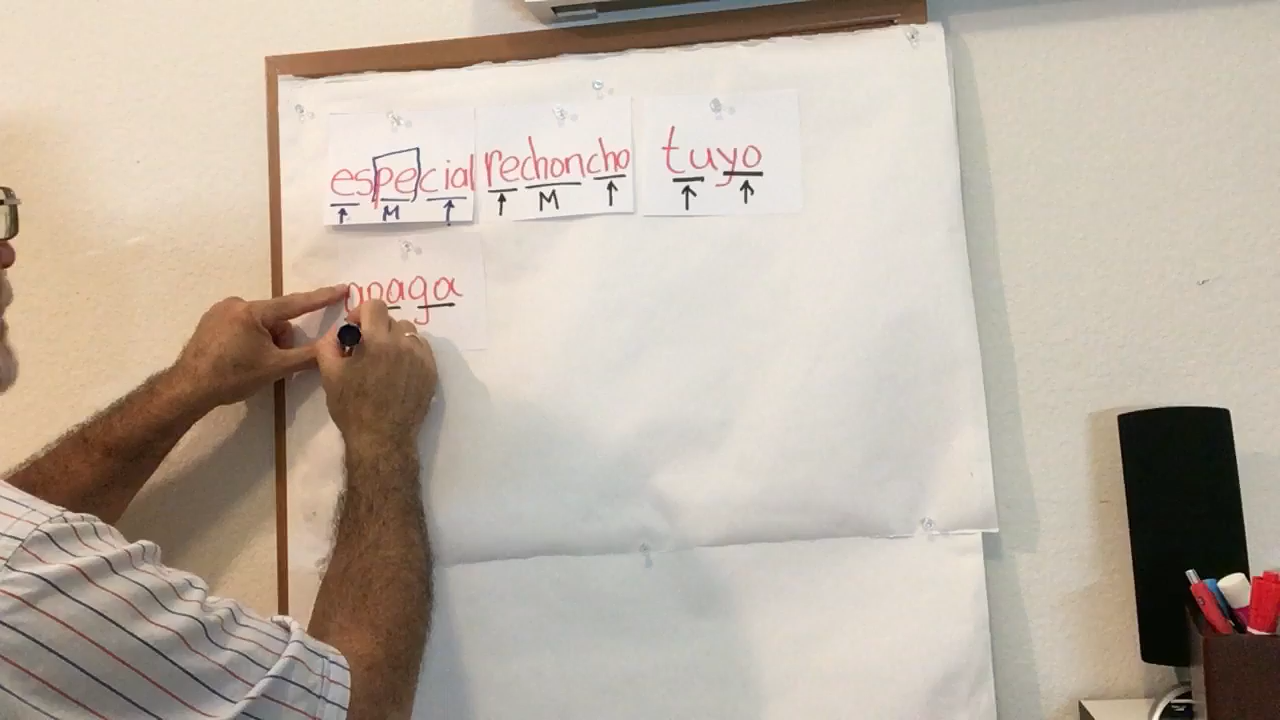 especial rechoncho tuyo
↑ M ↑ ↑ M ↑ ↑ ↑
apaga